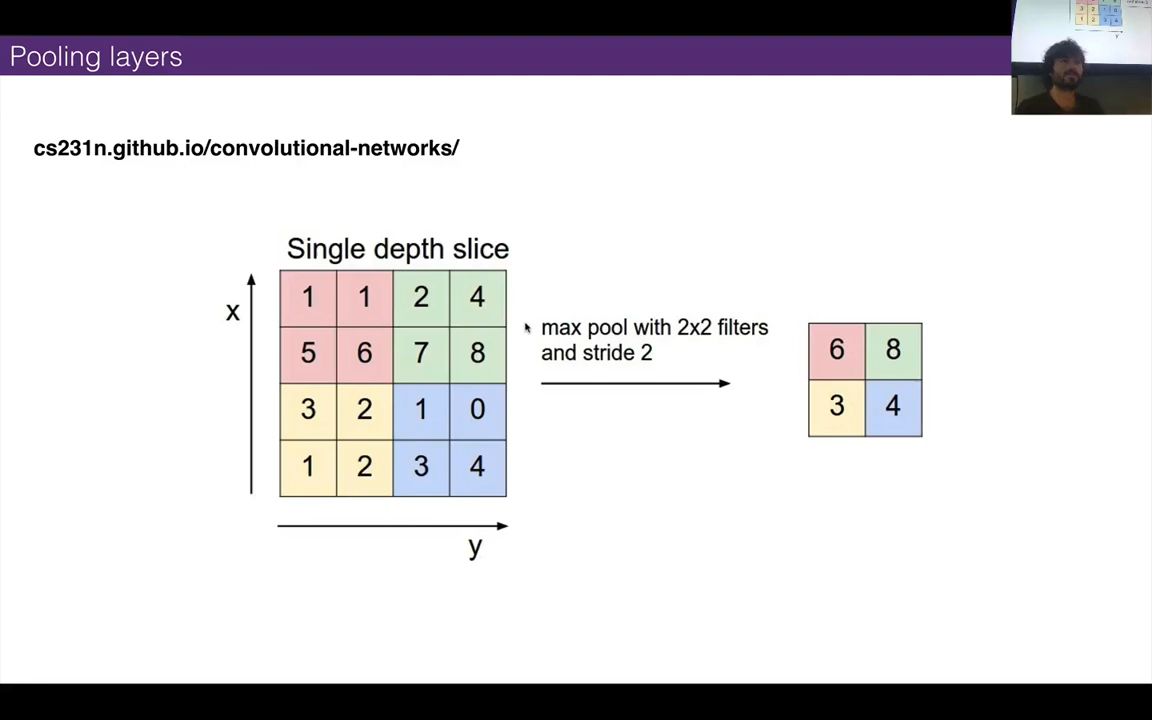 Pooling layers
cs231n.github.io/convolutional-networks/
Single depth slice
x
1 1 2 4
5 6 7 8
3 2 1 0
1 2 3 4
y
max pool with 2x2 filters
and stride 2
6 8
3 4